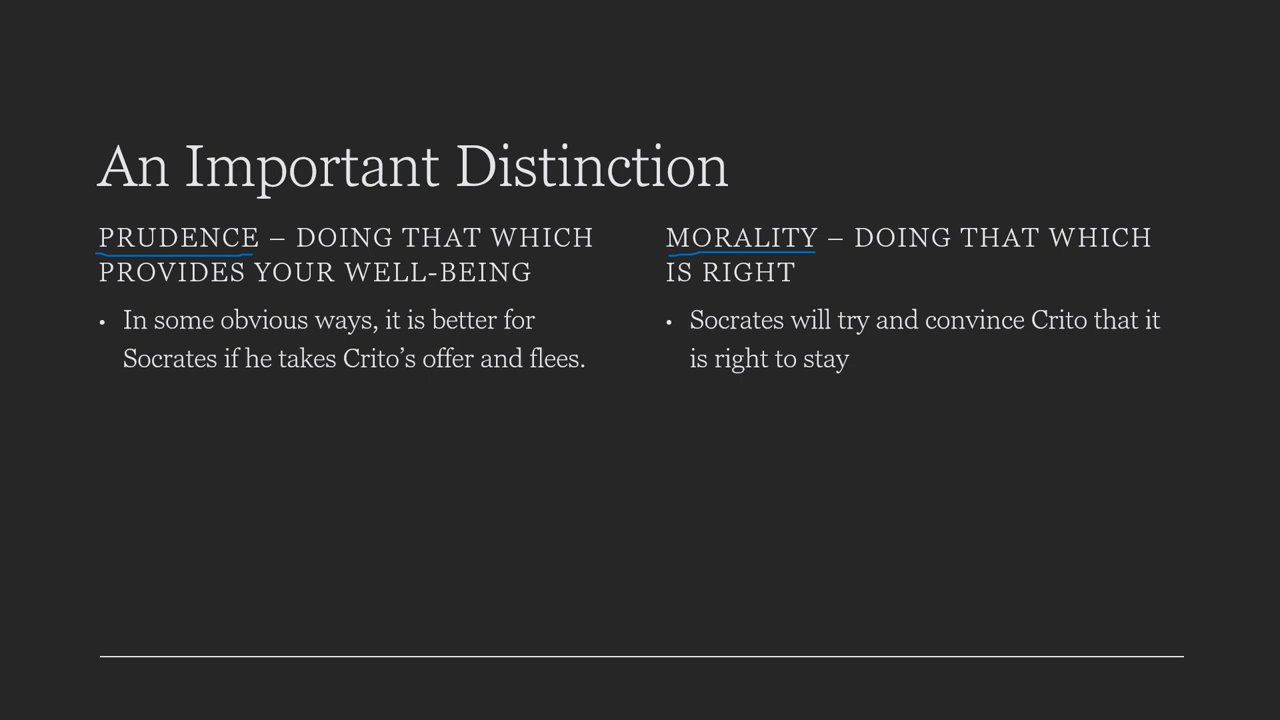 An Important Distinction
PRUDENCE – DOING THAT WHICH
PROVIDES YOUR WELL-BEING
• In some obvious ways, it is better for
Socrates if he takes Crito’s offer and flees.
MORALITY – DOING THAT WHICH
IS RIGHT
• Socrates will try and convince Crito that it
is right to stay